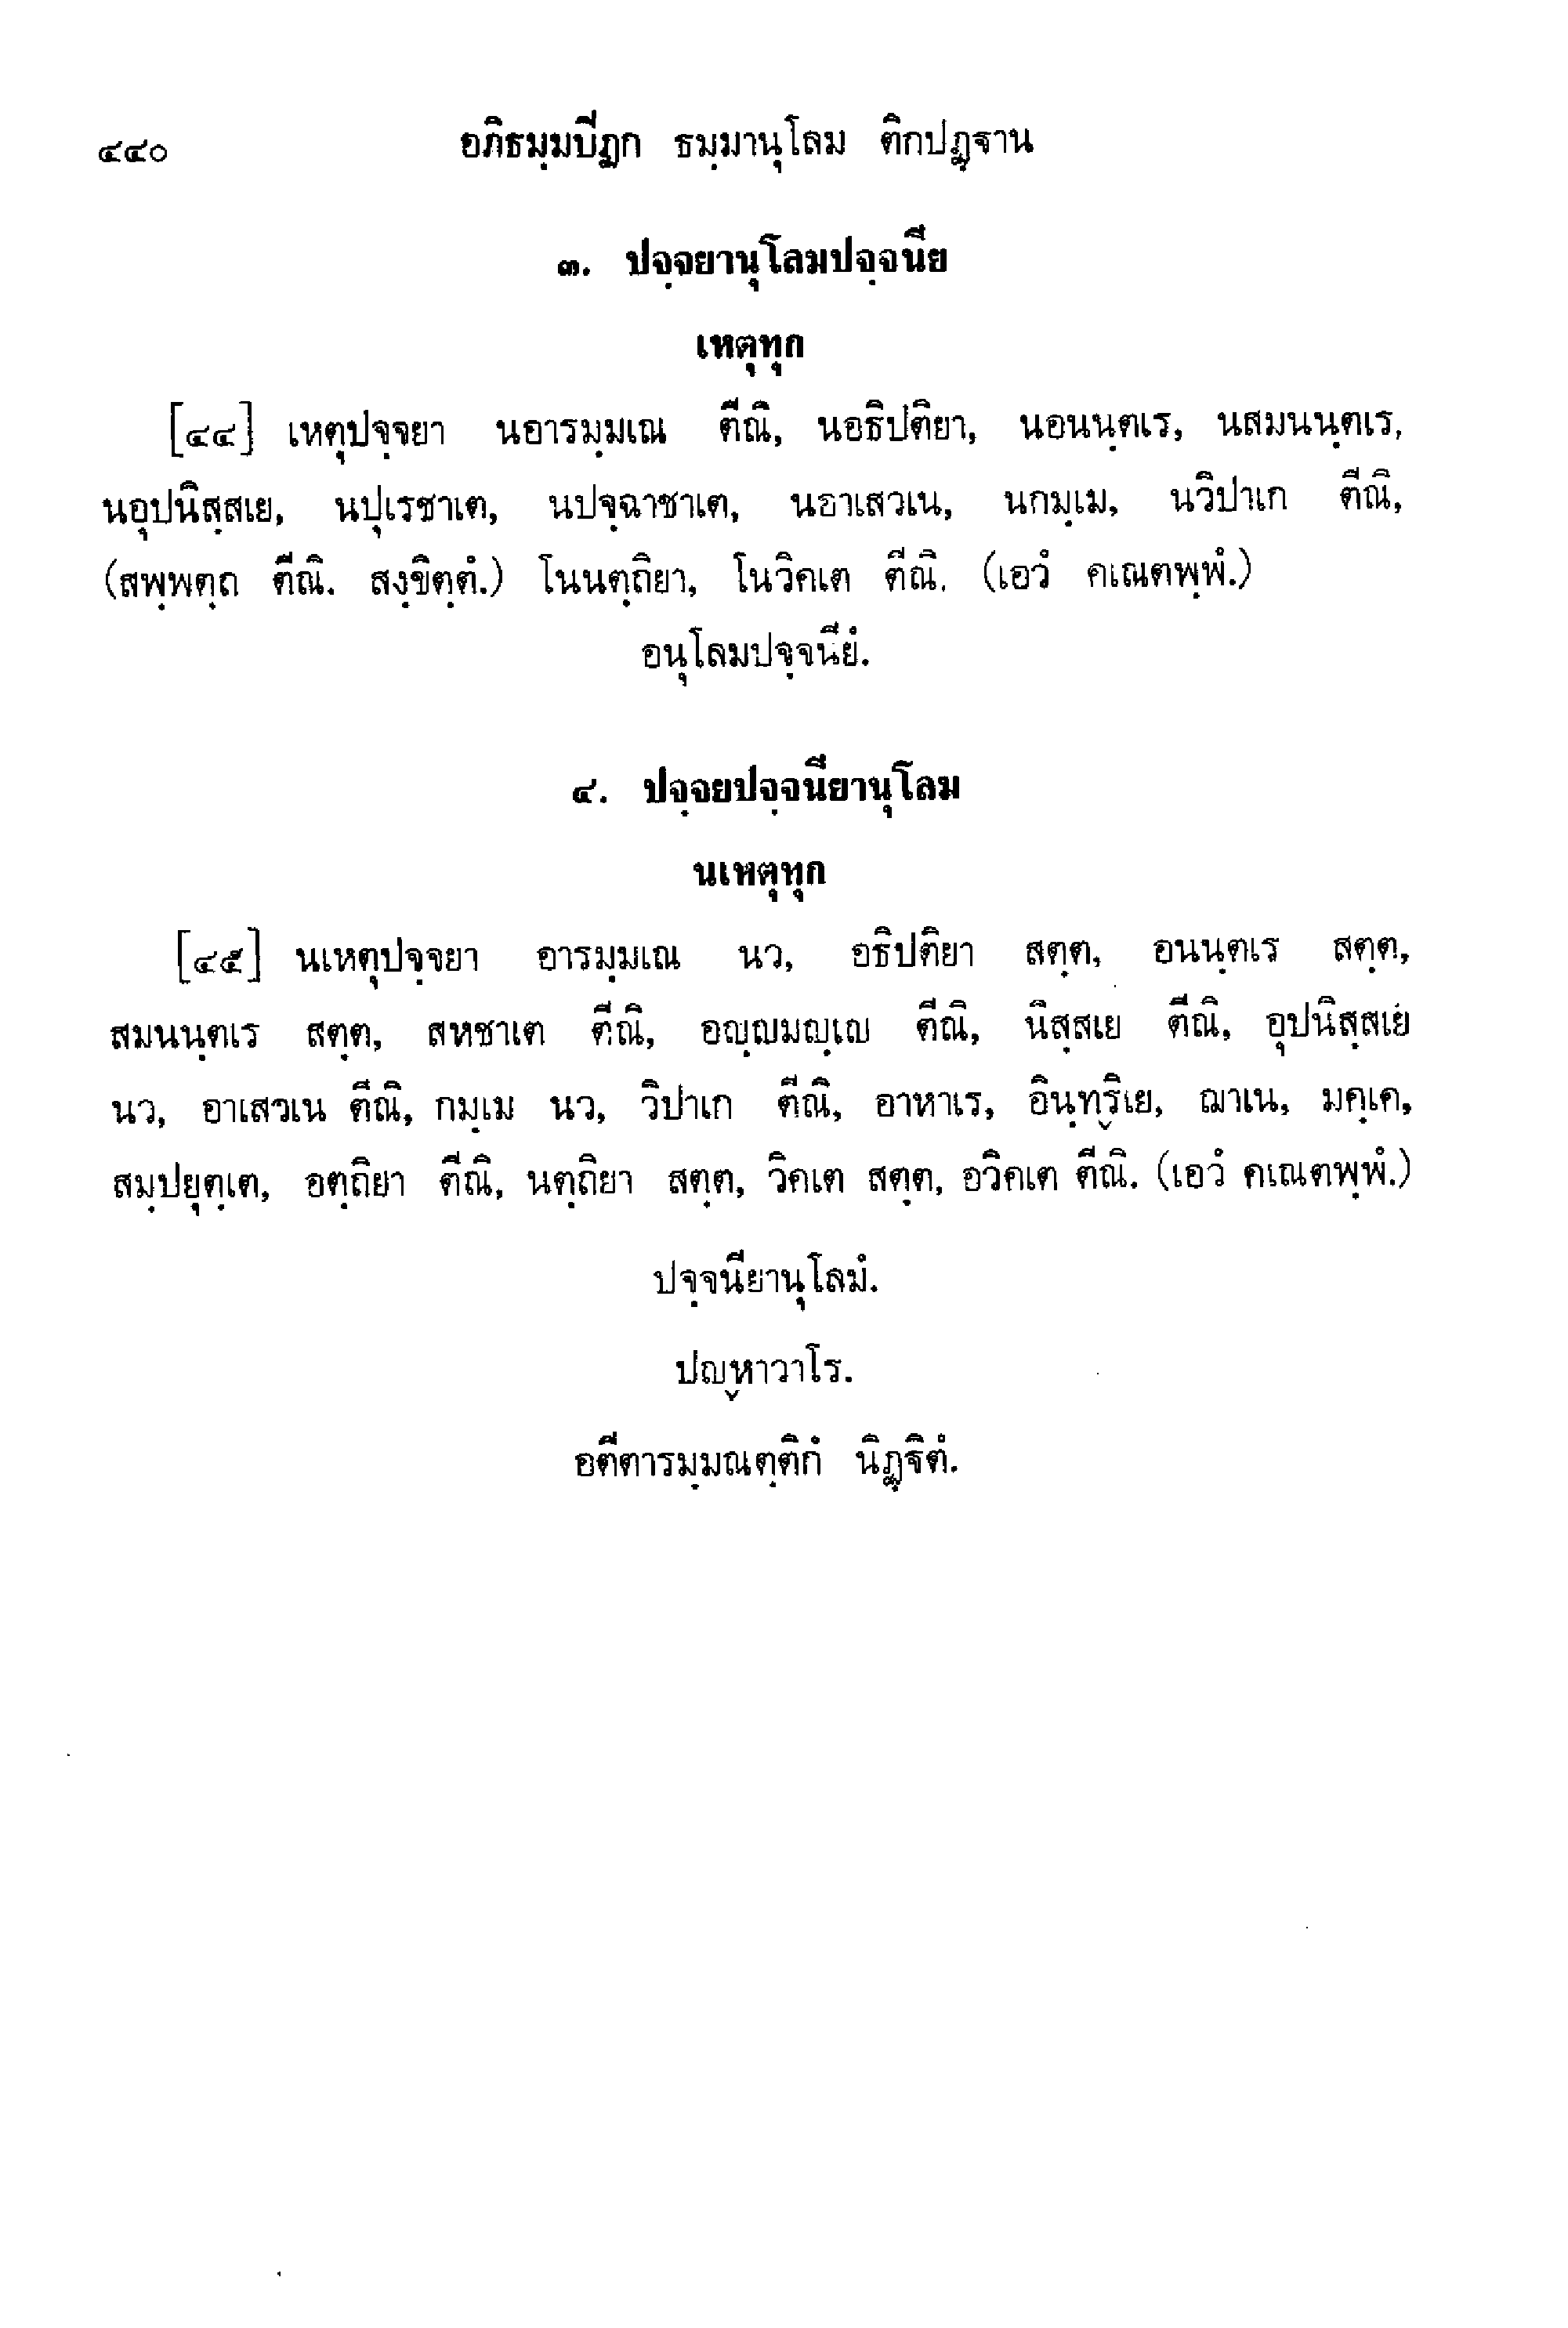 ๔๔๐ อภิธมฺมปีฏก ธมฺมานุโลม ติกปฏฺฐาน
๓. ปจฺจยานุโลมปจฺจนีย
เหตุทุก
[๔๔] เหตุปจฺจยา นอารมฺมเณ ตีณิ, นอธิปติยา, นอนนฺตเร, นสมนนฺตเร,
นอุปนิสฺสเย, นปุเรชาเต, นปจฺฉาชาเต, นอาเสวเน, นกมฺเม, นวิปาเก ตีณิ,
(สพฺพตฺถ ตีณิ. สงฺขิตฺตํ.) โนนตฺถิยา, โนวิคเต ตีณิ. (เอวํ คเณตพฺพํ.)
อนุโลมปจฺจนียํ.
๔. ปจฺจยปจฺจนียานุโลม
นเหตุทุก
[๔๕] นเหตุปจฺจยา อารมฺมเณ นว, อธิปติยา สตฺต, อนนฺตเร สตฺต,
สมนนฺตเร สตฺต, สหชาเต ตีณิ, อญฺญมญฺเญ ตีณิ, นิสฺสเย ตีณิ, อุปนิสฺสเย
นว, อาเสวเน ตีณิ, กมฺเม นว, วิปาเก ตีณิ, อาหาเร, อินฺทฺริเย, ฌาเน, มคฺเค,
สมฺปยุตฺเต, อตฺถิยา ตีณิ, นตฺถิยา สตฺต, วิคเต สตฺต, อวิคเต ตีณิ. (เอวํ คเณตพฺพํ.)
ปจฺจนียานุโลมํ.
ปญฺหาวาโร.
อตีตารมฺมณตฺติกํ นิฏฺฐิตํ.